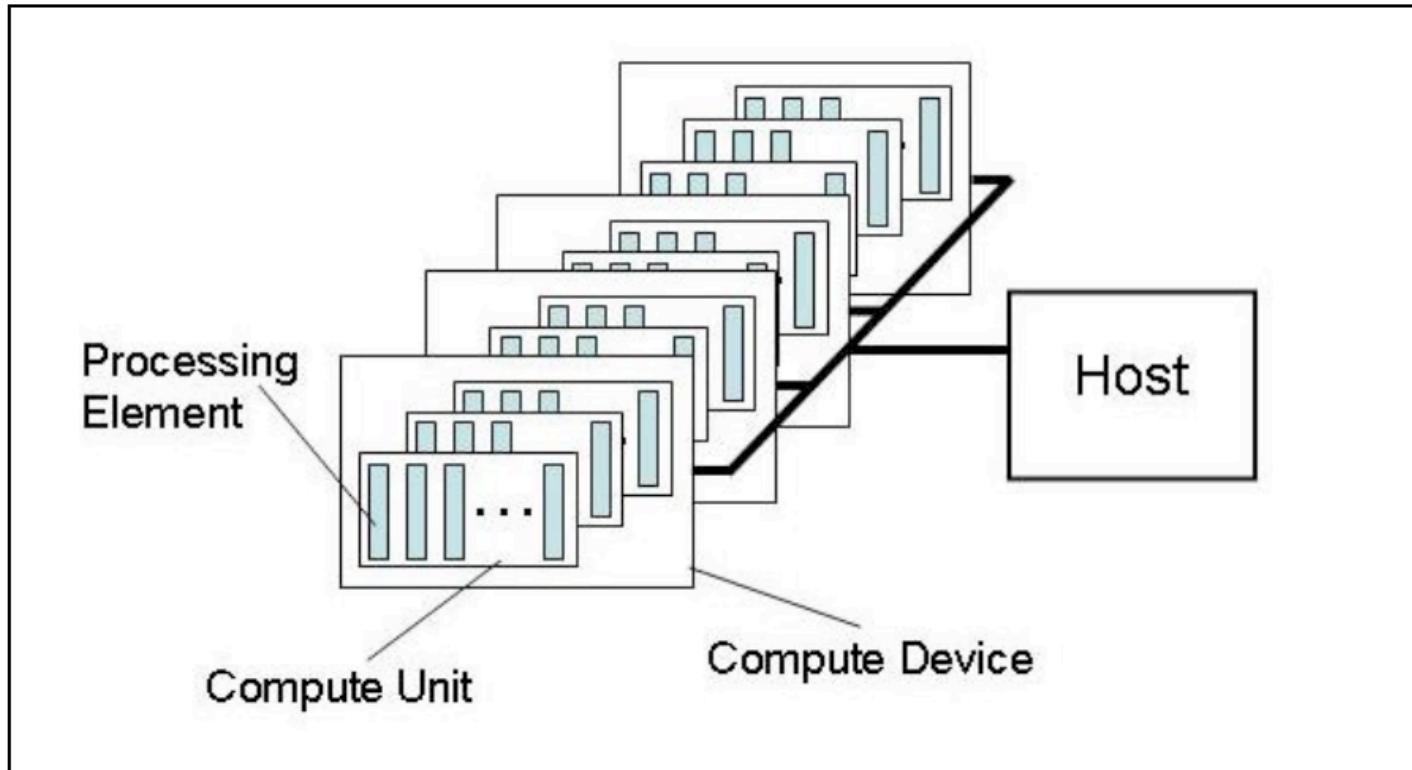 Processing
Element
Host
Compute Unit
Compute Device